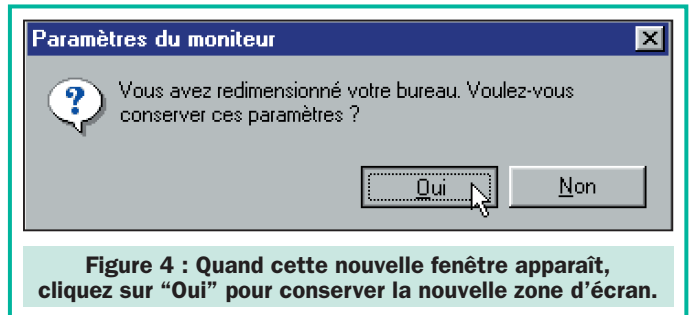 Paramètres du moniteur
Vous avez redimensionné votre bureau. Voulez-vous
conserver ces paramètres ?
Oui
Non
Figure 4 : Quand cette nouvelle fenêtre apparaît,
cliquez sur “Oui” pour conserver la nouvelle zone d’écran.